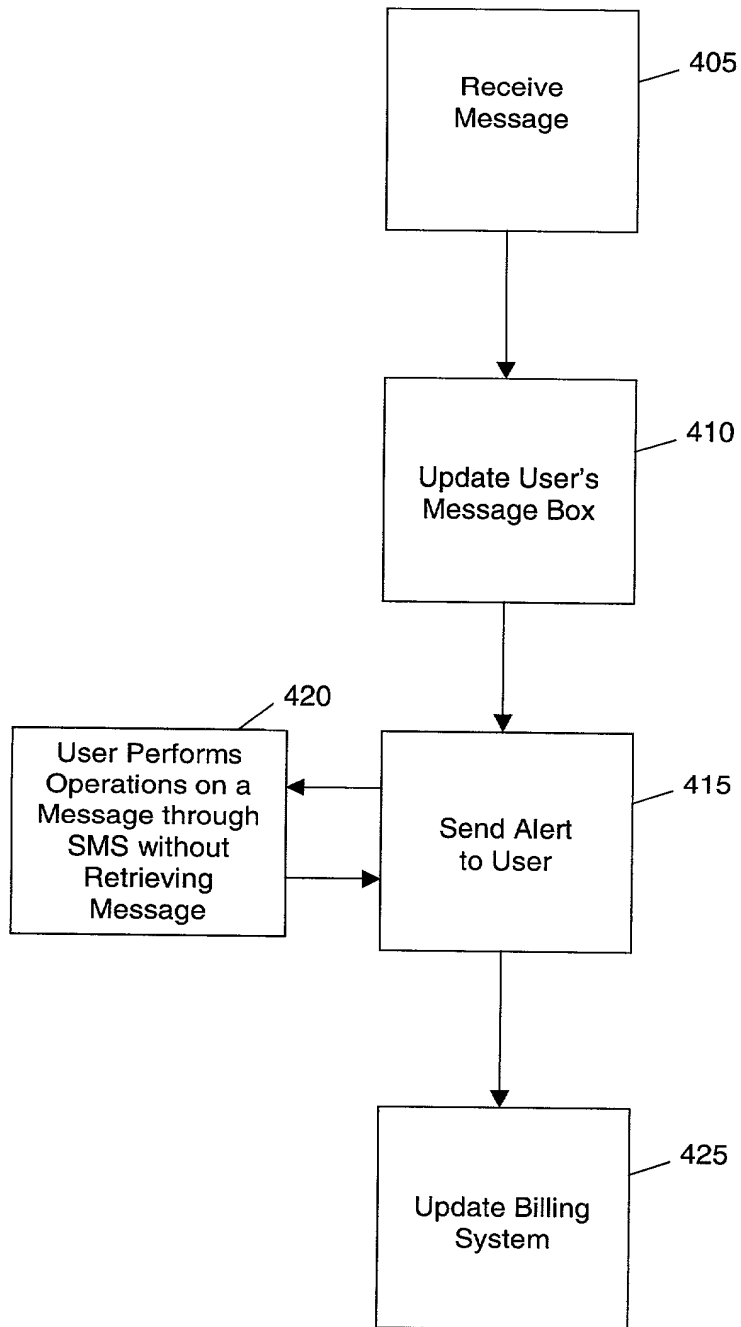 Receive
Message
405
Update User's
Message Box
410
420
User Performs
Operations on a
Message through
SMS without
Retrieving
Message
Send Alert
to User
415
Update Billing
System
425